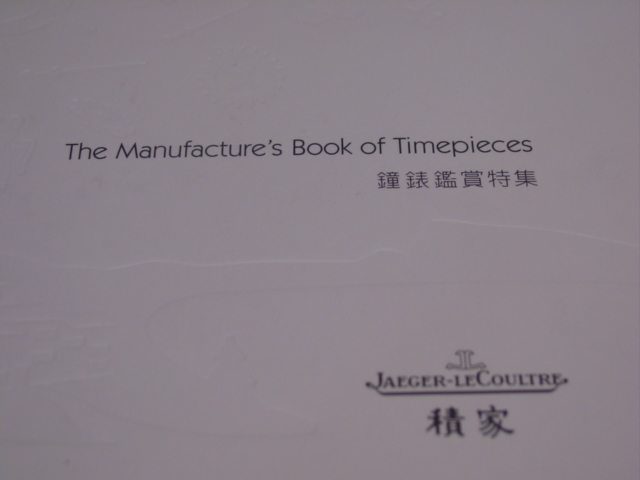 The Manufacture's Book of Timepieces
鐘錶鑑賞特集
JAEGER-LECOULTRE
積家